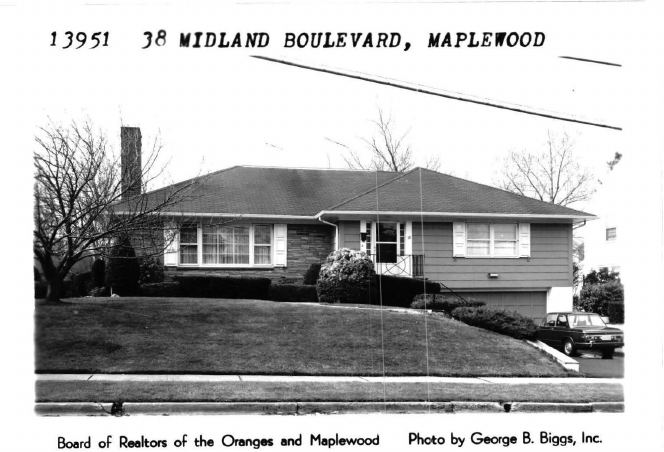 13951 38 MIDLAND BOULEVARD, MAPLEWOOD
Board of Realtors of the Oranges and Maplewood Photo by George B. Biggs, Inc.